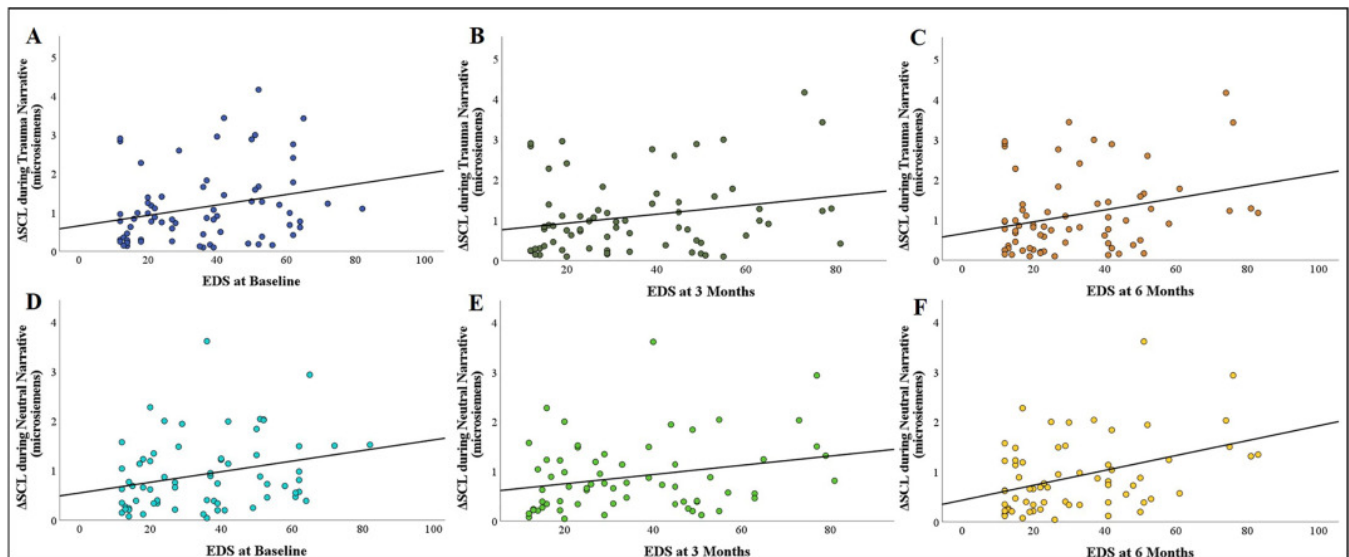 A
ΔSCL during Trauma Narrative
(microsiemens)
5
4
3
2
1
0
0 20 40 60 80 100
EDS at Baseline
B
ΔSCL during Trauma Narrative
(microsiemens)
5
4
3
2
1
0
20 40 60 80
EDS at 3 Months
C
ΔSCL during Trauma Narrative
(microsiemens)
5
4
3
2
1
0
0 20 40 60 80 100
EDS at 6 Months
D
ΔSCL during Neutral Narrative
(microsiemens)
4
3
2
1
0
0 20 40 60 80 100
EDS at Baseline
E
ΔSCL during Neutral Narrative
(microsiemens)
4
3
2
1
0
20 40 60 80
EDS at 3 Months
F
ΔSCL during Neutral Narrative
(microsiemens)
4
3
2
1
0
0 20 40 60 80 100
EDS at 6 Months